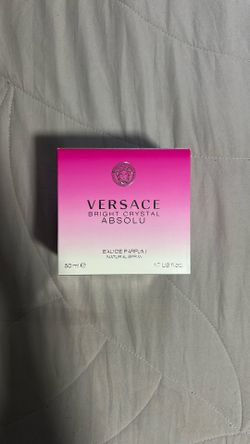 VERSACE
BRIGHT CRYSTAL
ABSOLU
EAU DE PARFUM
NATURAL SPRAY
50 ml ℮ 1.7 US fl.oz.